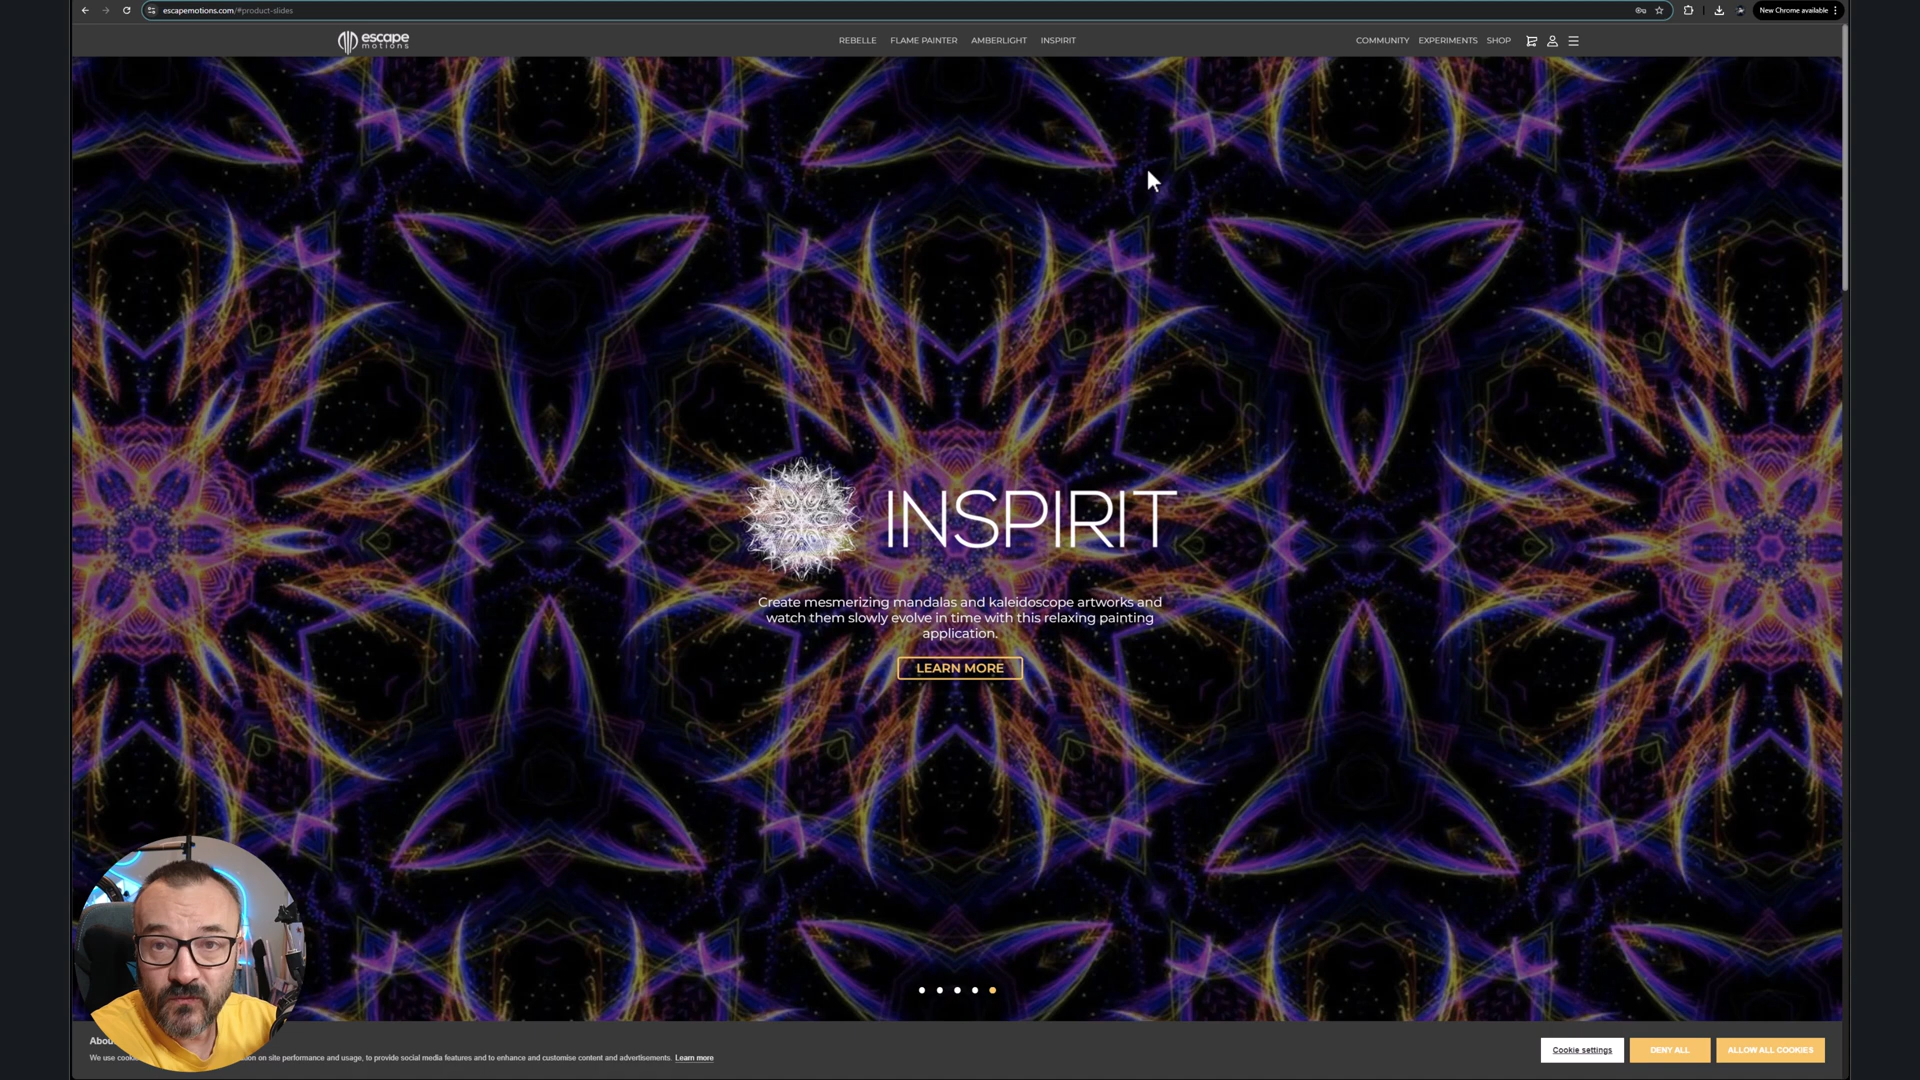 escapemotions.com/#product-slides
New Chrome available
escape
motions
REBELLE FLAME PAINTER AMBERLIGHT INSPIRIT
COMMUNITY EXPERIMENTS SHOP
INSPIRIT
Create mesmerizing mandalas and kaleidoscope artworks and
watch them slowly evolve in time with this relaxing painting
application.
LEARN MORE
We use on site performance and usage, to provide social media features and to enhance and customise content and advertisements. Learn more
Cookie settings
DENY ALL
ALLOW ALL COOKIES